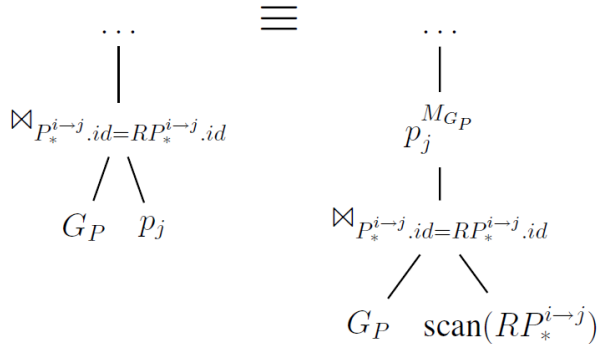 ... ≡ ...
p_j^{M_{G_P}}
⋈_{P_*^{i→j}.id=RP_*^{i→j}.id}
G_P p_j
⋈_{P_*^{i→j}.id=RP_*^{i→j}.id}
G_P scan(RP_*^{i→j})